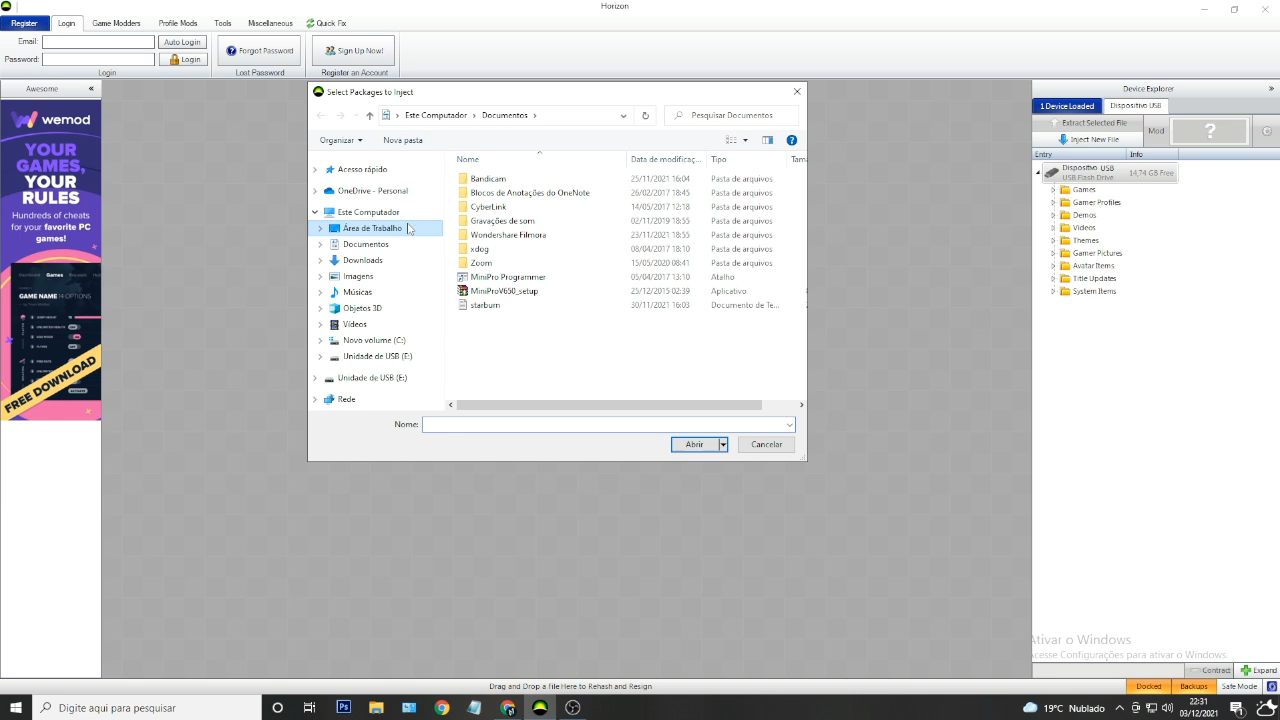 Horizon
Register Login Game Modders Profile Mods Tools Miscellaneous Quick Fix
Email: Auto Login
Password: Login
Forgot Password
Sign Up Now!
Login Lost Password Register an Account
Awesome «
wemod
YOUR
GAMES,
YOUR
RULES
Hundreds of cheats
for your favorite PC
games!
GAME NAME 14 OPTIONS
FREE DOWNLOAD
Select Packages to Inject
Este Computador › Documentos ›
Pesquisar Documentos
Organizar Nova pasta
Acesso rápido
OneDrive - Personal
Este Computador
Área de Trabalho
Documentos
Downloads
Imagens
Músicas
Objetos 3D
Vídeos
Novo volume (C:)
Unidade de USB (E:)
Unidade de USB (E:)
Rede
Nome Data de modificaç... Tipo Tama
Bandicam 25/11/2021 16:04 Pasta de arquivos
Blocos de Anotações do OneNote 26/02/2017 18:45 Pasta de arquivos
CyberLink 14/05/2017 12:18 Pasta de arquivos
Gravações de som 02/11/2019 18:55 Pasta de arquivos
Wondershare Filmora 23/11/2021 18:55 Pasta de arquivos
xdog 08/04/2017 18:10 Pasta de arquivos
Zoom 15/05/2020 08:41 Pasta de arquivos
MiniPro Programmer 05/04/2017 13:10 Atalho
MiniProV650_setup 25/12/2015 02:39 Aplicativo
starburn 30/11/2021 16:03 Documento de Te...
Nome:
Abrir Cancelar
Device Explorer »
1 Device Loaded Dispositivo USB
Extract Selected File
Inject New File
Mod ?
Entry Info
Dispositivo USB
USB Flash Drive 14,74 GB Free
Games
Gamer Profiles
Demos
Videos
Themes
Gamer Pictures
Avatar Items
Title Updates
System Items
Ativar o Windows
Acesse Configurações para ativar o Windows.
Contract Expand
Drag and Drop a File Here to Rehash and Resign
Docked Backups Safe Mode
Digite aqui para pesquisar
Ps
19°C Nublado
22:31
03/12/2021